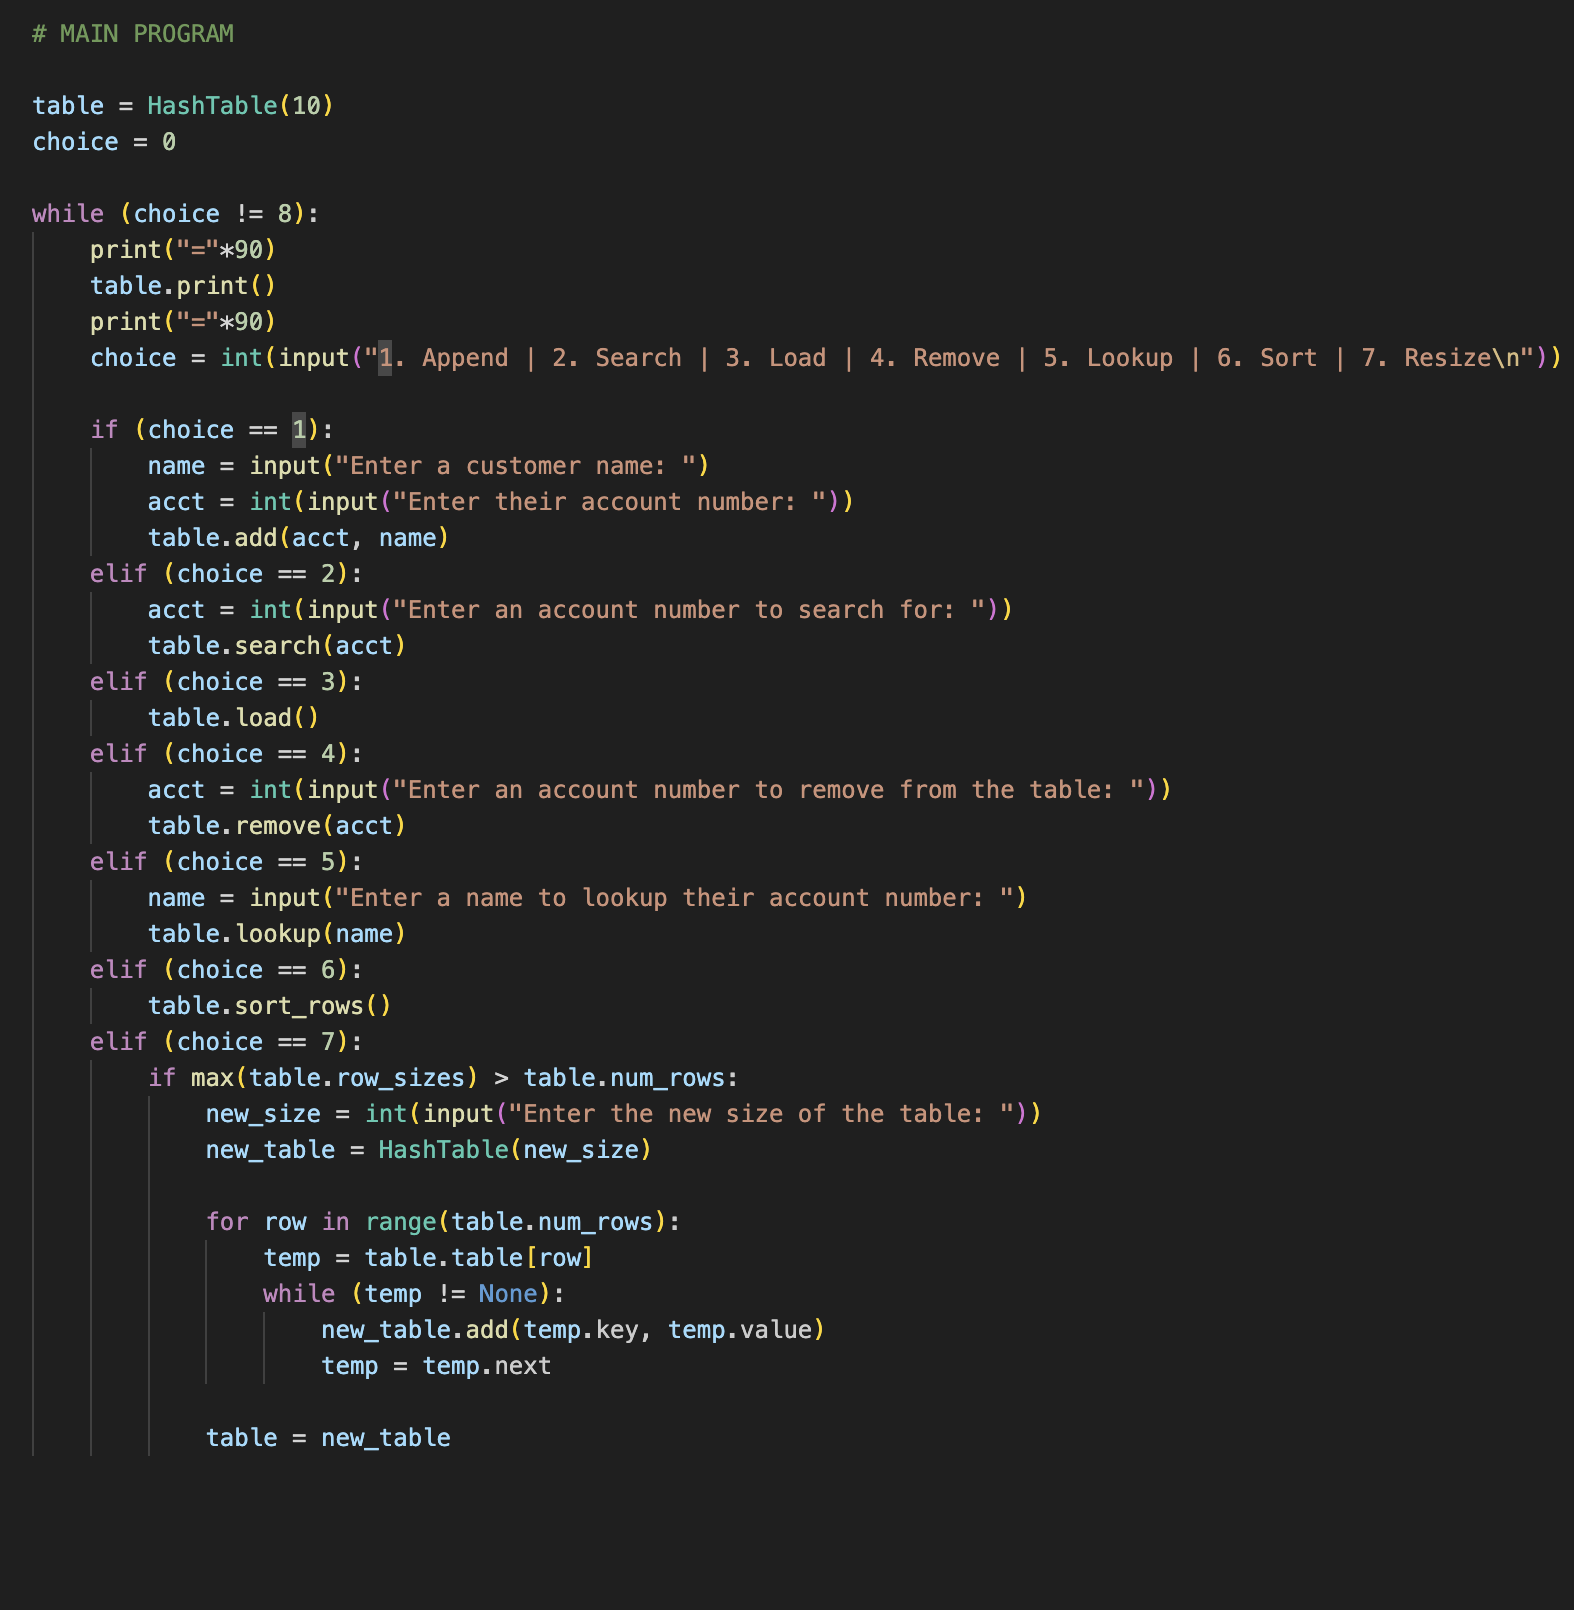 # MAIN PROGRAM
table = HashTable(10)
choice = 0
while (choice != 8):
    print("="*90)
    table.print()
    print("="*90)
    choice = int(input("1. Append | 2. Search | 3. Load | 4. Remove | 5. Lookup | 6. Sort | 7. Resize\n"))
    if (choice == 1):
        name = input("Enter a customer name: ")
        acct = int(input("Enter their account number: "))
        table.add(acct, name)
    elif (choice == 2):
        acct = int(input("Enter an account number to search for: "))
        table.search(acct)
    elif (choice == 3):
        table.load()
    elif (choice == 4):
        acct = int(input("Enter an account number to remove from the table: "))
        table.remove(acct)
    elif (choice == 5):
        name = input("Enter a name to lookup their account number: ")
        table.lookup(name)
    elif (choice == 6):
        table.sort_rows()
    elif (choice == 7):
        if max(table.row_sizes) > table.num_rows:
            new_size = int(input("Enter the new size of the table: "))
            new_table = HashTable(new_size)
            for row in range(table.num_rows):
                temp = table.table[row]
                while (temp != None):
                    new_table.add(temp.key, temp.value)
                    temp = temp.next
            table = new_table